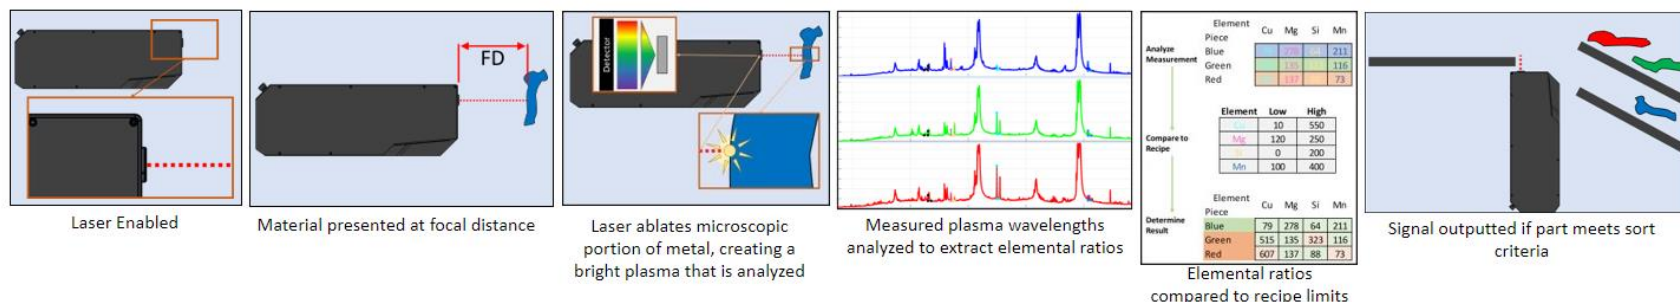 Laser Enabled
FD
Material presented at focal distance
Detector
Laser ablates microscopic
portion of metal, creating a
bright plasma that is analyzed
Measured plasma wavelengths
analyzed to extract elemental ratios
Element
Piece Cu Mg Si Mn
Analyze
Measurement
Blue 278 64 211
Green 135 116
Red 137 73
Compare to
Recipe
Element Low High
Cu 10 550
Mg 120 250
Si 0 200
Mn 100 400
Determine
Result
Element
Piece Cu Mg Si Mn
Blue 79 278 64 211
Green 515 135 323 116
Red 607 137 88 73
Elemental ratios
compared to recipe limits
Signal outputted if part meets sort
criteria